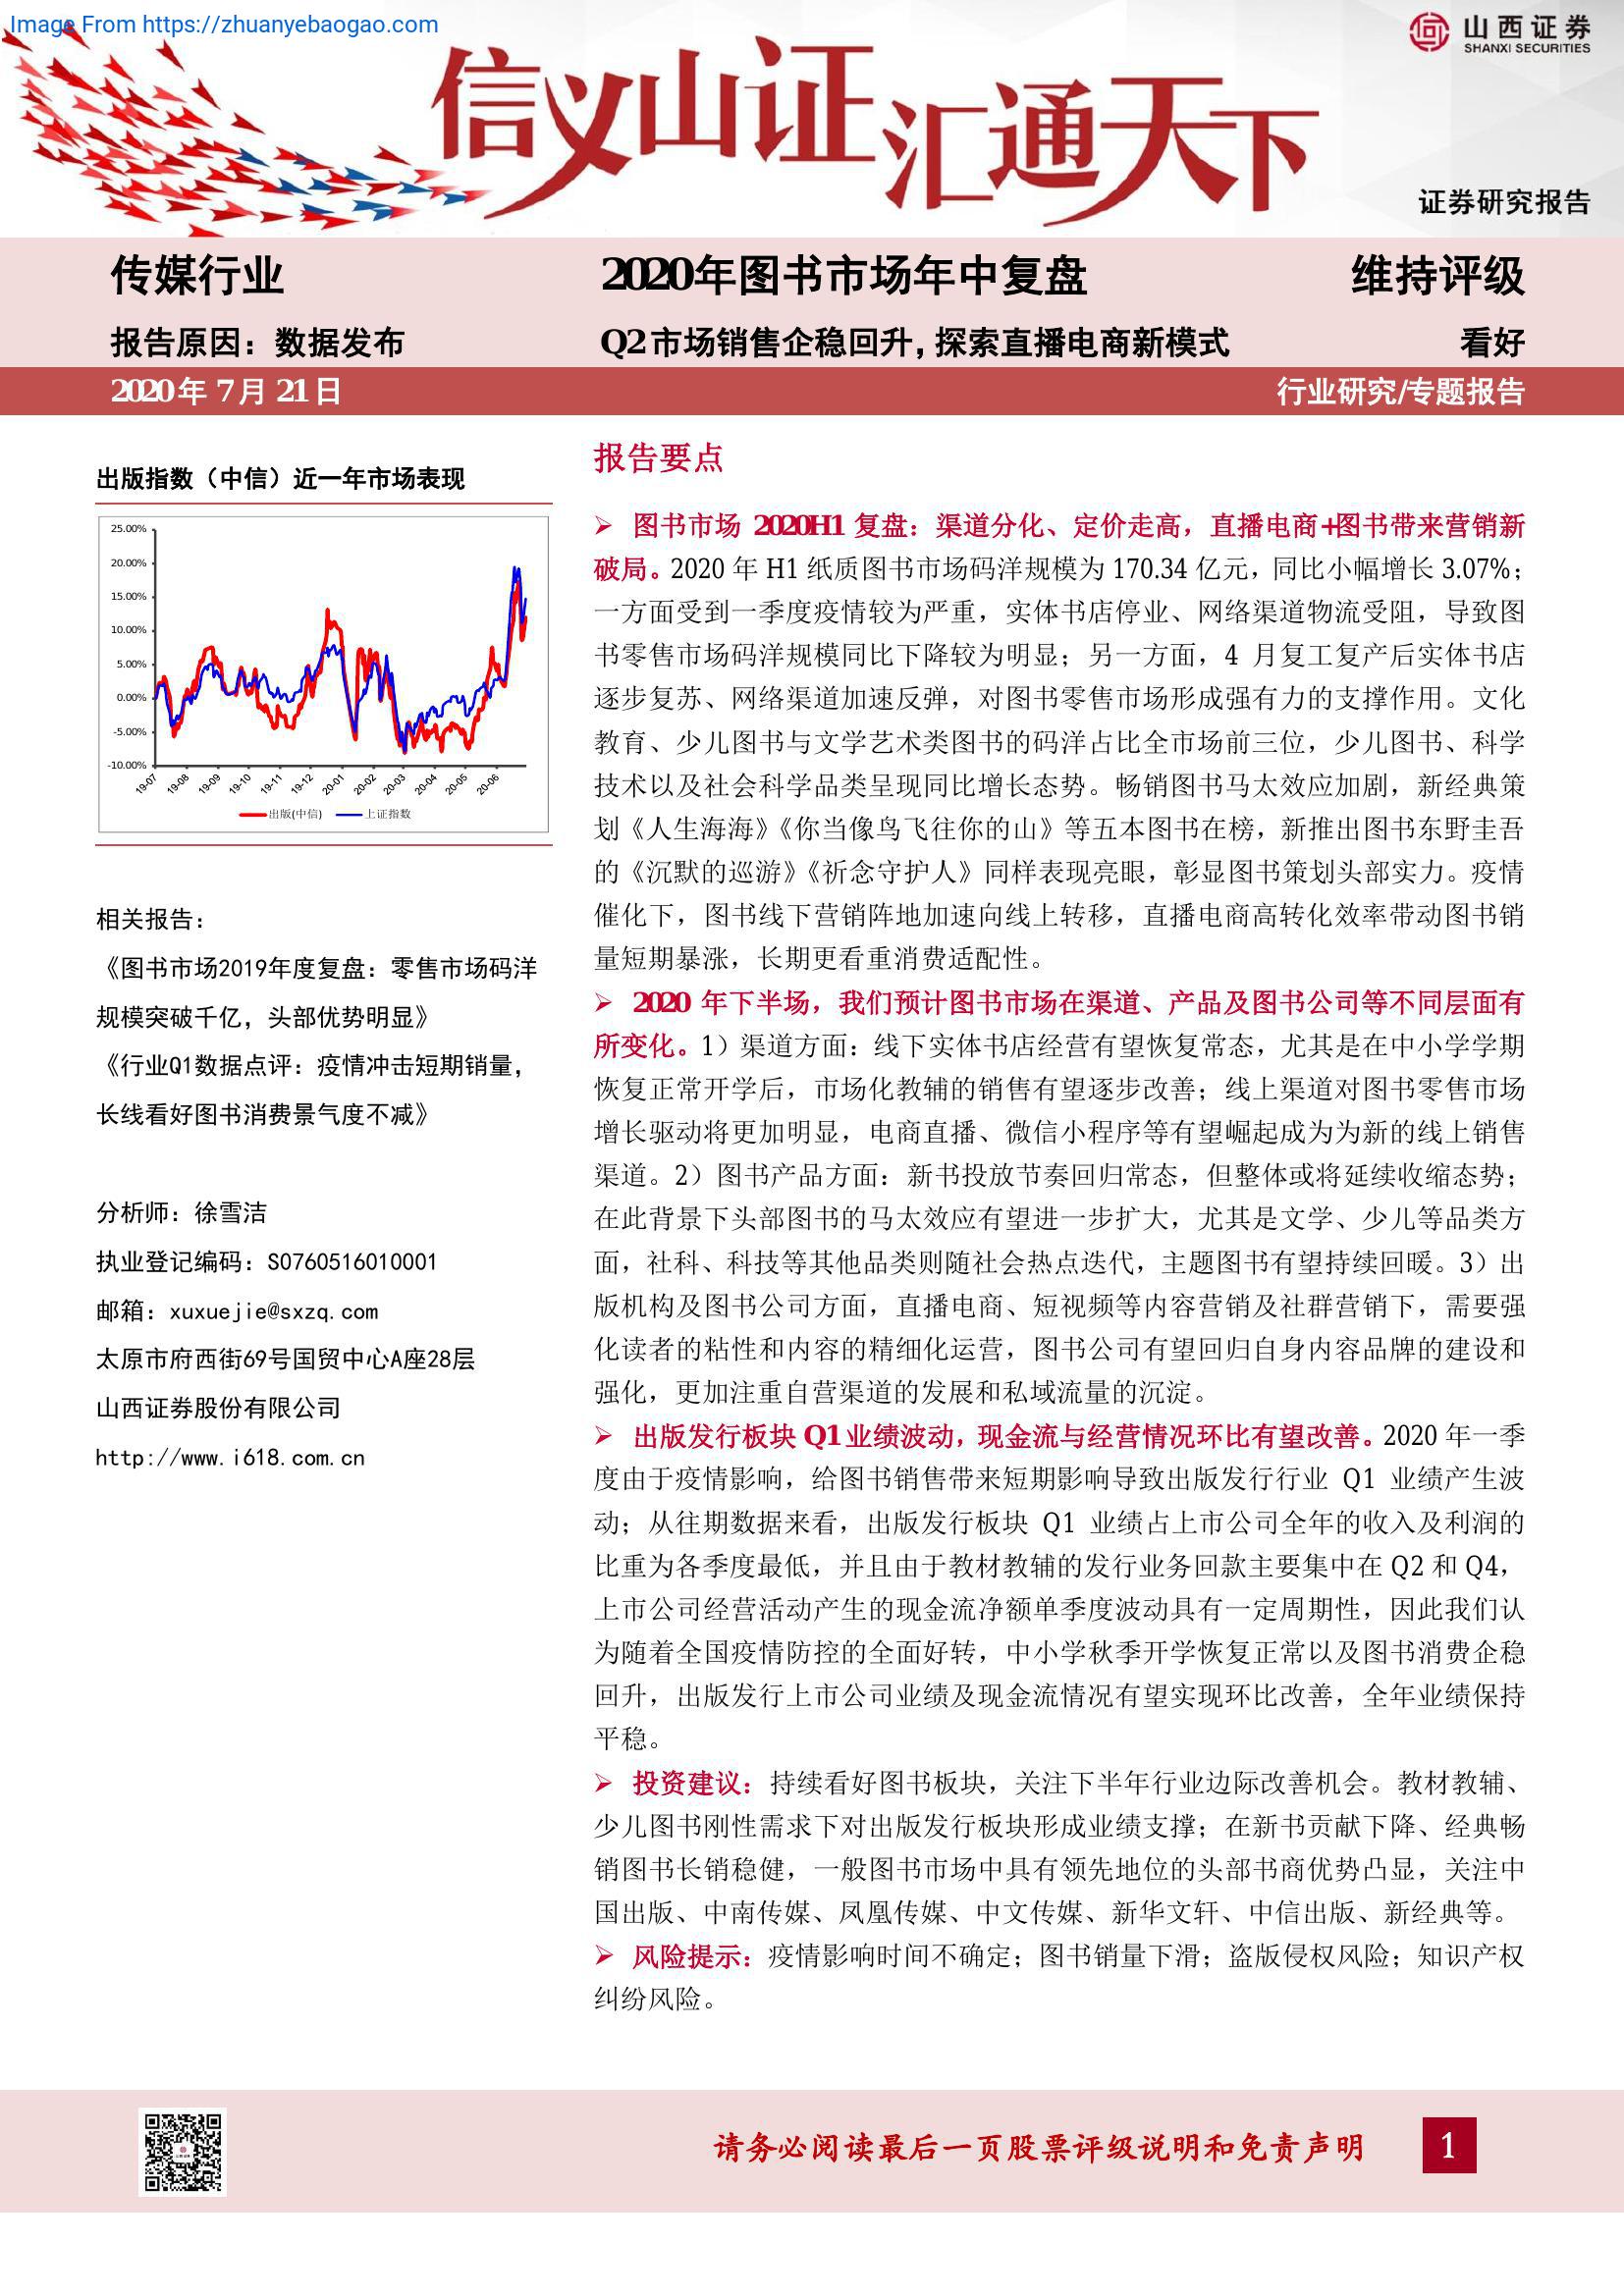 Image From https://zhuanyebaogao.com
山西证券
SHANXI SECURITIES
信义山证汇通天下
证券研究报告
传媒行业
2020年图书市场年中复盘
维持评级
报告原因：数据发布
Q2市场销售企稳回升，探索直播电商新模式
看好
2020年7月21日
行业研究/专题报告
出版指数（中信）近一年市场表现
25.00%
20.00%
15.00%
10.00%
5.00%
0.00%
-5.00%
-10.00%
19-07 19-08 19-09 19-10 19-11 19-12 20-01 20-02 20-03 20-04 20-05 20-06
出版(中信) 上证指数
相关报告：
《图书市场2019年度复盘：零售市场码洋
规模突破千亿，头部优势明显》
《行业Q1数据点评：疫情冲击短期销量，
长线看好图书消费景气度不减》
分析师：徐雪洁
执业登记编码：S0760516010001
邮箱：xuxuejie@sxzq.com
太原市府西街69号国贸中心A座28层
山西证券股份有限公司
http://www.i618.com.cn
报告要点
➢ 图书市场 2020H1 复盘：渠道分化、定价走高，直播电商+图书带来营销新
破局。2020 年 H1 纸质图书市场码洋规模为 170.34 亿元，同比小幅增长 3.07%；
一方面受到一季度疫情较为严重，实体书店停业、网络渠道物流受阻，导致图
书零售市场码洋规模同比下降较为明显；另一方面，4 月复工复产后实体书店
逐步复苏、网络渠道加速反弹，对图书零售市场形成强有力的支撑作用。文化
教育、少儿图书与文学艺术类图书的码洋占比全市场前三位，少儿图书、科学
技术以及社会科学品类呈现同比增长态势。畅销图书马太效应加剧，新经典策
划《人生海海》《你当像鸟飞往你的山》等五本图书在榜，新推出图书东野圭吾
的《沉默的巡游》《祈念守护人》同样表现亮眼，彰显图书策划头部实力。疫情
催化下，图书线下营销阵地加速向线上转移，直播电商高转化效率带动图书销
量短期暴涨，长期更看重消费适配性。
➢ 2020 年下半场，我们预计图书市场在渠道、产品及图书公司等不同层面有
所变化。1）渠道方面：线下实体书店经营有望恢复常态，尤其是在中小学学期
恢复正常开学后，市场化教辅的销售有望逐步改善；线上渠道对图书零售市场
增长驱动将更加明显，电商直播、微信小程序等有望崛起成为为新的线上销售
渠道。2）图书产品方面：新书投放节奏回归常态，但整体或将延续收缩态势；
在此背景下头部图书的马太效应有望进一步扩大，尤其是文学、少儿等品类方
面，社科、科技等其他品类则随社会热点迭代，主题图书有望持续回暖。3）出
版机构及图书公司方面，直播电商、短视频等内容营销及社群营销下，需要强
化读者的粘性和内容的精细化运营，图书公司有望回归自身内容品牌的建设和
强化，更加注重自营渠道的发展和私域流量的沉淀。
➢ 出版发行板块 Q1 业绩波动，现金流与经营情况环比有望改善。2020 年一季
度由于疫情影响，给图书销售带来短期影响导致出版发行行业 Q1 业绩产生波
动；从往期数据来看，出版发行板块 Q1 业绩占上市公司全年的收入及利润的
比重为各季度最低，并且由于教材教辅的发行业务回款主要集中在 Q2 和 Q4，
上市公司经营活动产生的现金流净额单季度波动具有一定周期性，因此我们认
为随着全国疫情防控的全面好转，中小学秋季开学恢复正常以及图书消费企稳
回升，出版发行上市公司业绩及现金流情况有望实现环比改善，全年业绩保持
平稳。
➢ 投资建议：持续看好图书板块，关注下半年行业边际改善机会。教材教辅、
少儿图书刚性需求下对出版发行板块形成业绩支撑；在新书贡献下降、经典畅
销图书长销稳健，一般图书市场中具有领先地位的头部书商优势凸显，关注中
国出版、中南传媒、凤凰传媒、中文传媒、新华文轩、中信出版、新经典等。
➢ 风险提示：疫情影响时间不确定；图书销量下滑；盗版侵权风险；知识产权
纠纷风险。
请务必阅读最后一页股票评级说明和免责声明
1